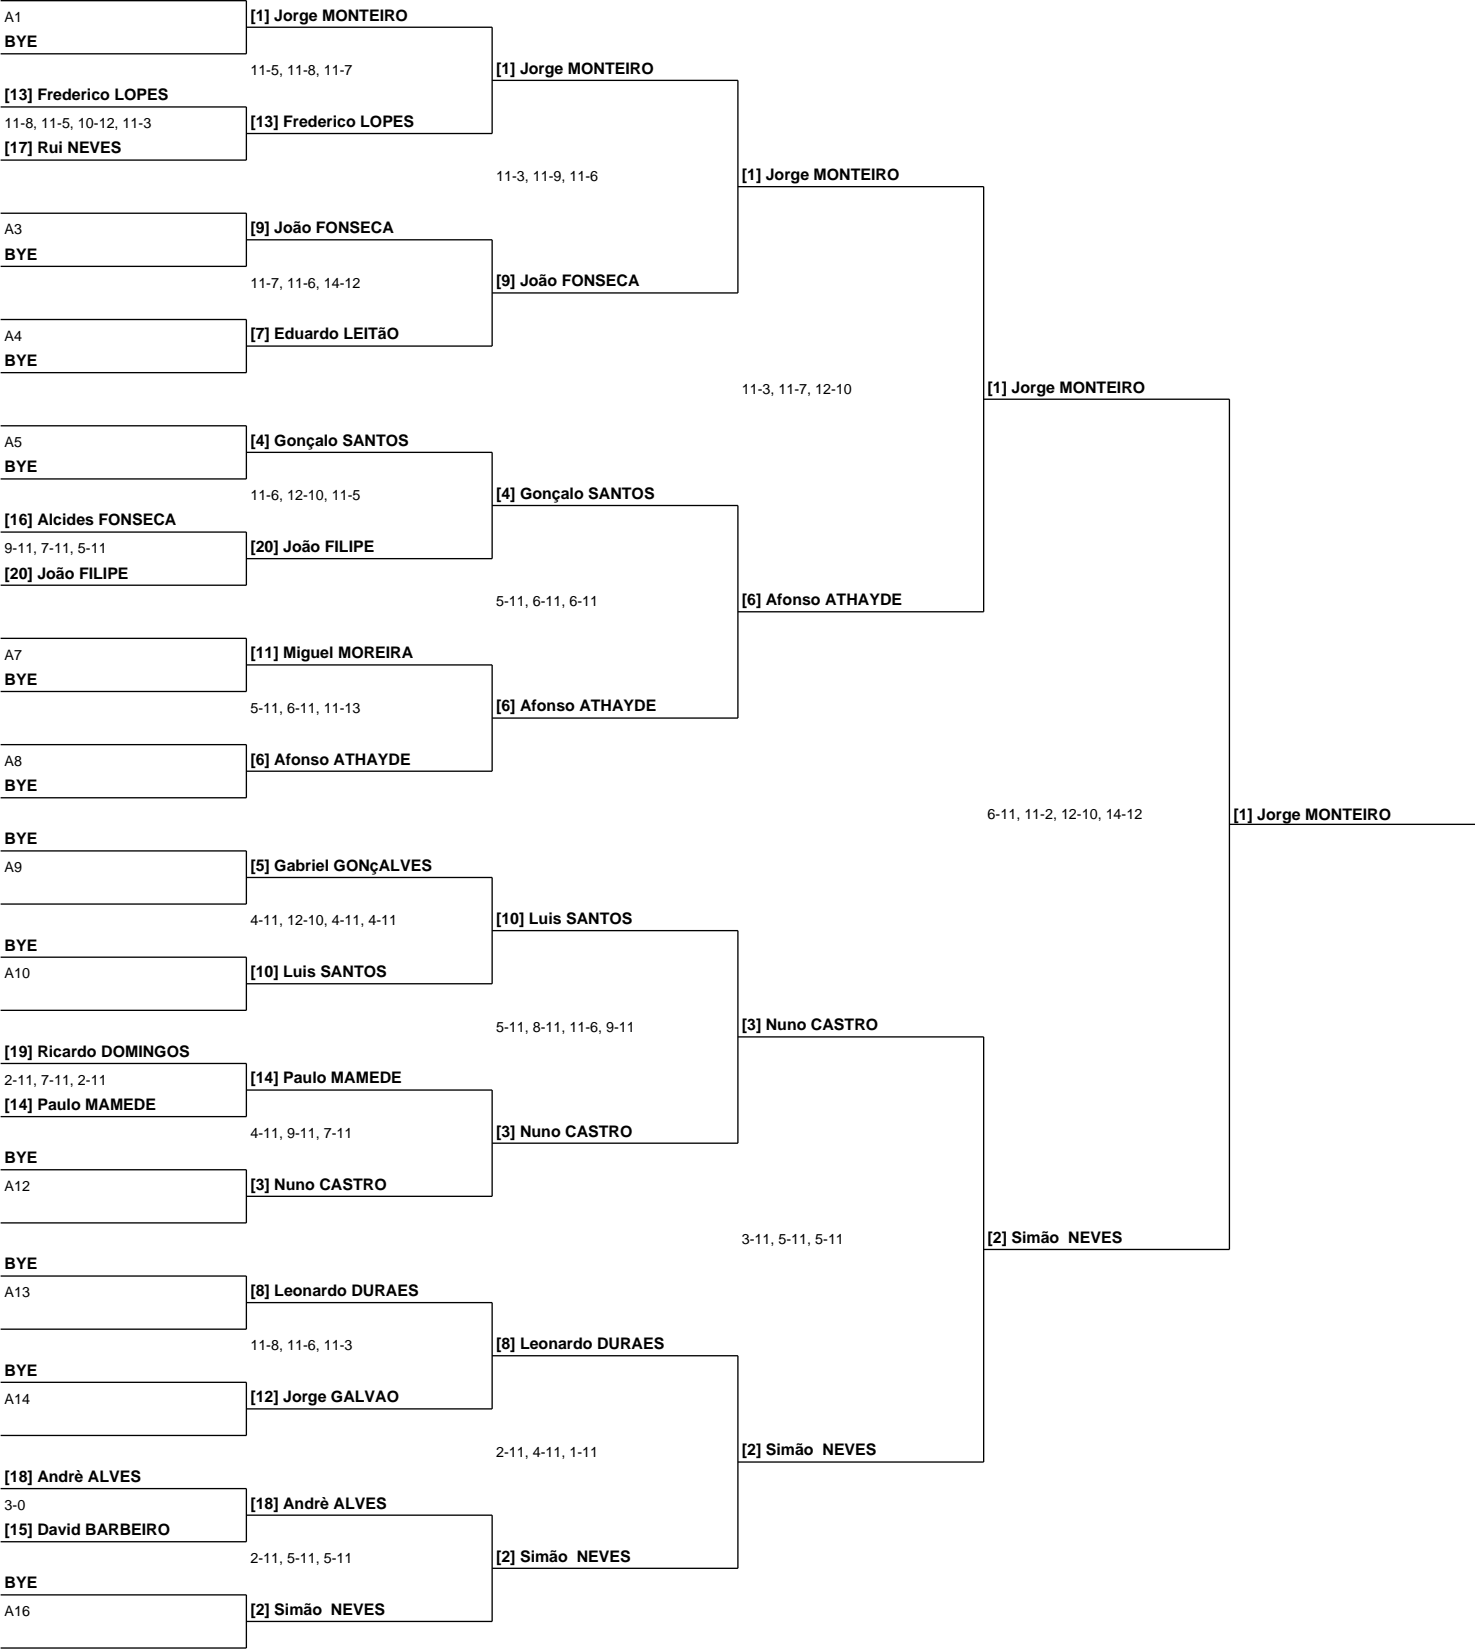 A1
BYE
[1] Jorge MONTEIRO
11-5, 11-8, 11-7
[1] Jorge MONTEIRO
[13] Frederico LOPES
11-8, 11-5, 10-12, 11-3
[17] Rui NEVES
[13] Frederico LOPES
11-3, 11-9, 11-6
[1] Jorge MONTEIRO
A3
BYE
[9] João FONSECA
11-7, 11-6, 14-12
[9] João FONSECA
A4
BYE
[7] Eduardo LEITãO
11-3, 11-7, 12-10
[1] Jorge MONTEIRO
A5
BYE
[4] Gonçalo SANTOS
11-6, 12-10, 11-5
[4] Gonçalo SANTOS
[16] Alcides FONSECA
9-11, 7-11, 5-11
[20] João FILIPE
[20] João FILIPE
5-11, 6-11, 6-11
[6] Afonso ATHAYDE
A7
BYE
[11] Miguel MOREIRA
5-11, 6-11, 11-13
[6] Afonso ATHAYDE
A8
BYE
[6] Afonso ATHAYDE
6-11, 11-2, 12-10, 14-12
[1] Jorge MONTEIRO
BYE
A9
[5] Gabriel GONçALVES
4-11, 12-10, 4-11, 4-11
[10] Luis SANTOS
BYE
A10
[10] Luis SANTOS
5-11, 8-11, 11-6, 9-11
[3] Nuno CASTRO
[19] Ricardo DOMINGOS
2-11, 7-11, 2-11
[14] Paulo MAMEDE
[14] Paulo MAMEDE
4-11, 9-11, 7-11
[3] Nuno CASTRO
BYE
A12
[3] Nuno CASTRO
3-11, 5-11, 5-11
[2] Simão  NEVES
BYE
A13
[8] Leonardo DURAES
11-8, 11-6, 11-3
[8] Leonardo DURAES
BYE
A14
[12] Jorge GALVAO
2-11, 4-11, 1-11
[2] Simão  NEVES
[18] Andrè ALVES
3-0
[15] David BARBEIRO
[18] Andrè ALVES
2-11, 5-11, 5-11
[2] Simão  NEVES
BYE
A16
[2] Simão  NEVES